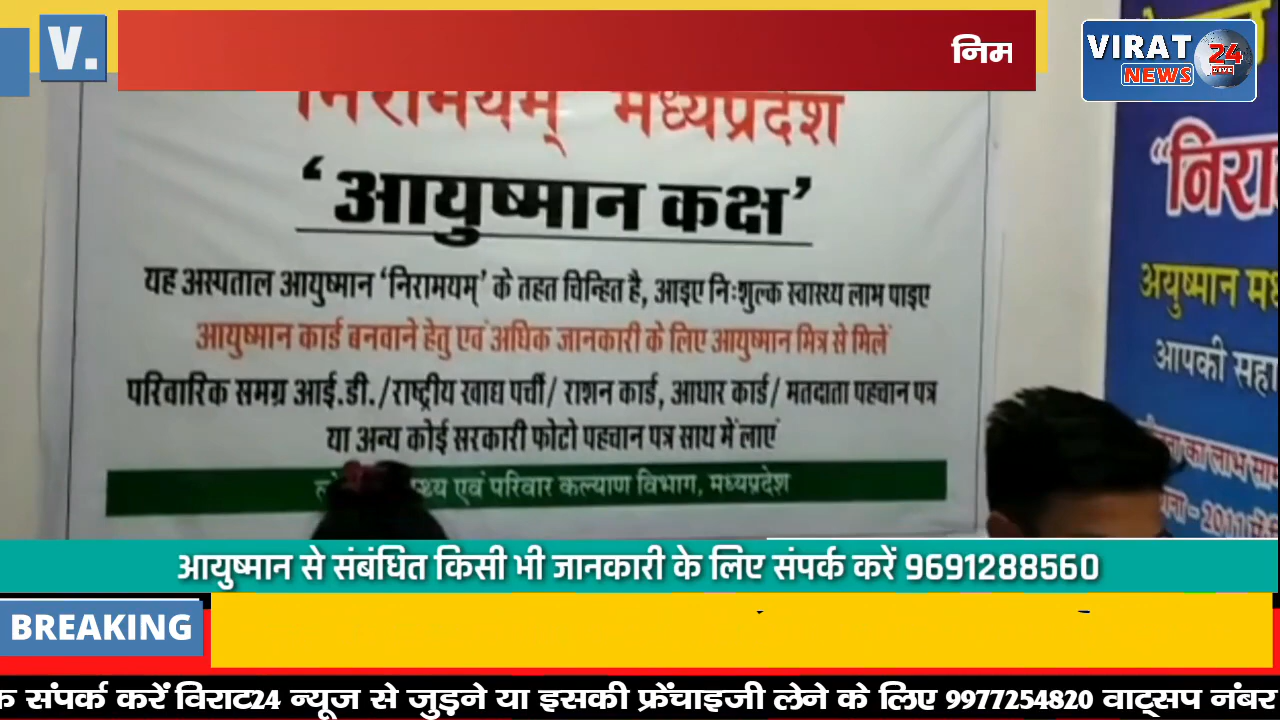 V.
निम
VIRAT 24
LIVE
NEWS
निरामयम् मध्यप्रदेश
'आयुष्मान कक्ष'
यह अस्पताल आयुष्मान 'निरामयम्' के तहत चिन्हित है, आइए निःशुल्क स्वास्थ्य लाभ पाइए
आयुष्मान कार्ड बनवाने हेतु एवं अधिक जानकारी के लिए आयुष्मान मित्र से मिलें
परिवारिक समग्र आई.डी./राष्ट्रीय खाद्य पर्ची/ राशन कार्ड, आधार कार्ड/ मतदाता पहचान पत्र
या अन्य कोई सरकारी फोटो पहचान पत्र साथ में लाएं
एवं परिवार कल्याण विभाग, मध्यप्रदेश
"निरा
अयुष्मान मध
आपकी सहा
का लाभ साम
- 2011 में
आयुष्मान से संबंधित किसी भी जानकारी के लिए संपर्क करें 9691288560
BREAKING
क संपर्क करें विराट24 न्यूज से जुड़ने या इसकी फ्रेंचाइजी लेने के लिए 9977254820 वाट्सप नंबर